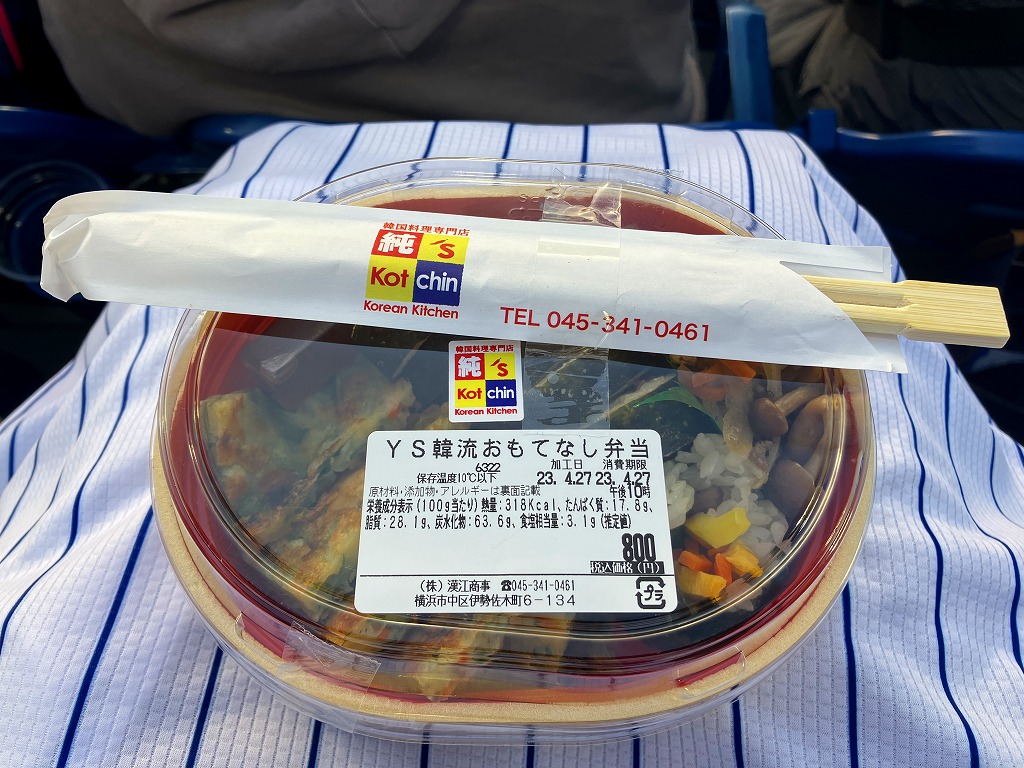 韓国料理専門店
純's
Kot chin
Korean Kitchen
TEL 045-341-0461
韓国料理専門店
純's
Kot chin
Korean Kitchen
YS韓流おもてなし弁当
6322 加工日 消費期限
保存温度10℃以下 23. 4.27 23. 4.27
原材料・添加物・アレルギーは裏面記載 午後10時
栄養成分表示(100g当たり)熱量:318Kcal、たんぱく質:17.8g、
脂質:28.1g、炭水化物:63.6g、食塩相当量:3.1g(推定値)
800
税込価格(円)
(株)漢江商事 ☎045-341-0461
横浜市中区伊勢佐木町6-134
プラ